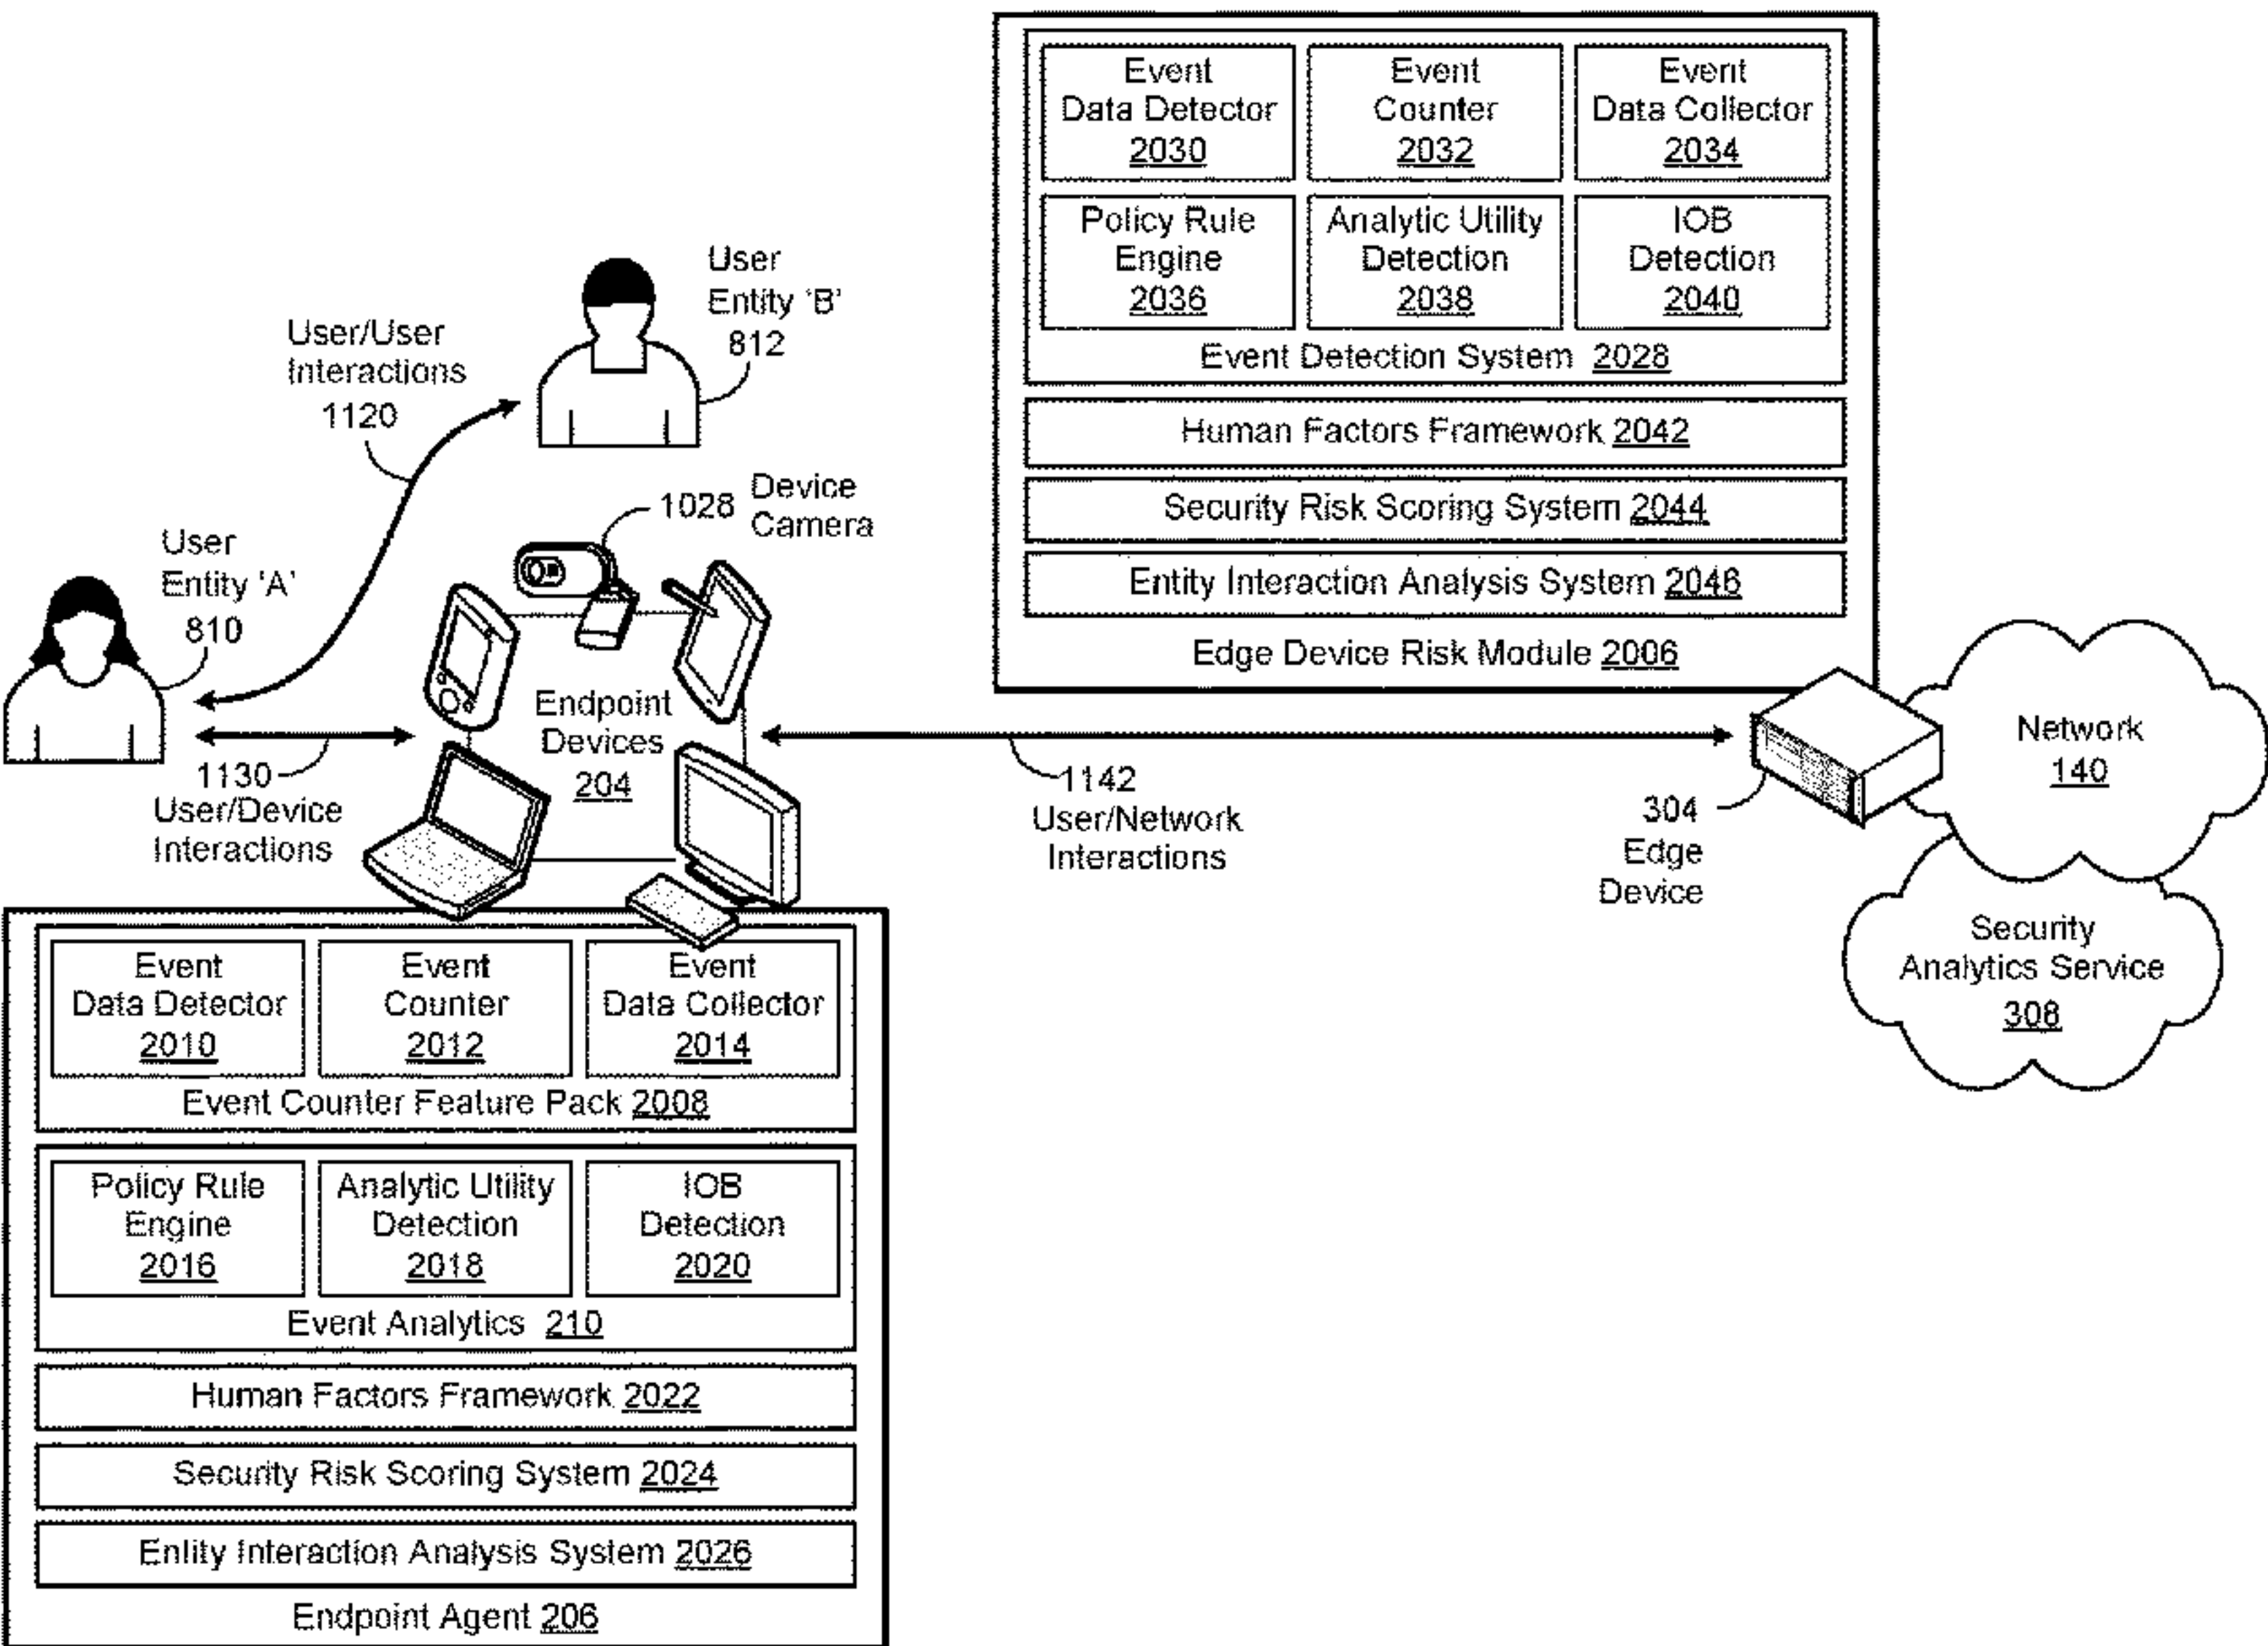 Event
Data Detector
2030
Event
Counter
2032
Event
Data Collector
2034
Policy Rule
Engine
2036
Analytic Utility
Detection
2038
IOB
Detection
2040
Event Detection System 2028
Human Factors Framework 2042
Security Risk Scoring System 2044
Entity Interaction Analysis System 2046
Edge Device Risk Module 2006
User
Entity 'B'
812
User/User
Interactions
1120
1028
Device
Camera
User
Entity 'A'
810
Endpoint
Devices
204
1130
User/Device
Interactions
1142
User/Network
Interactions
304
Edge
Device
Network
140
Security
Analytics Service
308
Event
Data Detector
2010
Event
Counter
2012
Event
Data Collector
2014
Event Counter Feature Pack 2008
Policy Rule
Engine
2016
Analytic Utility
Detection
2018
IOB
Detection
2020
Event Analytics 210
Human Factors Framework 2022
Security Risk Scoring System 2024
Entity Interaction Analysis System 2026
Endpoint Agent 206